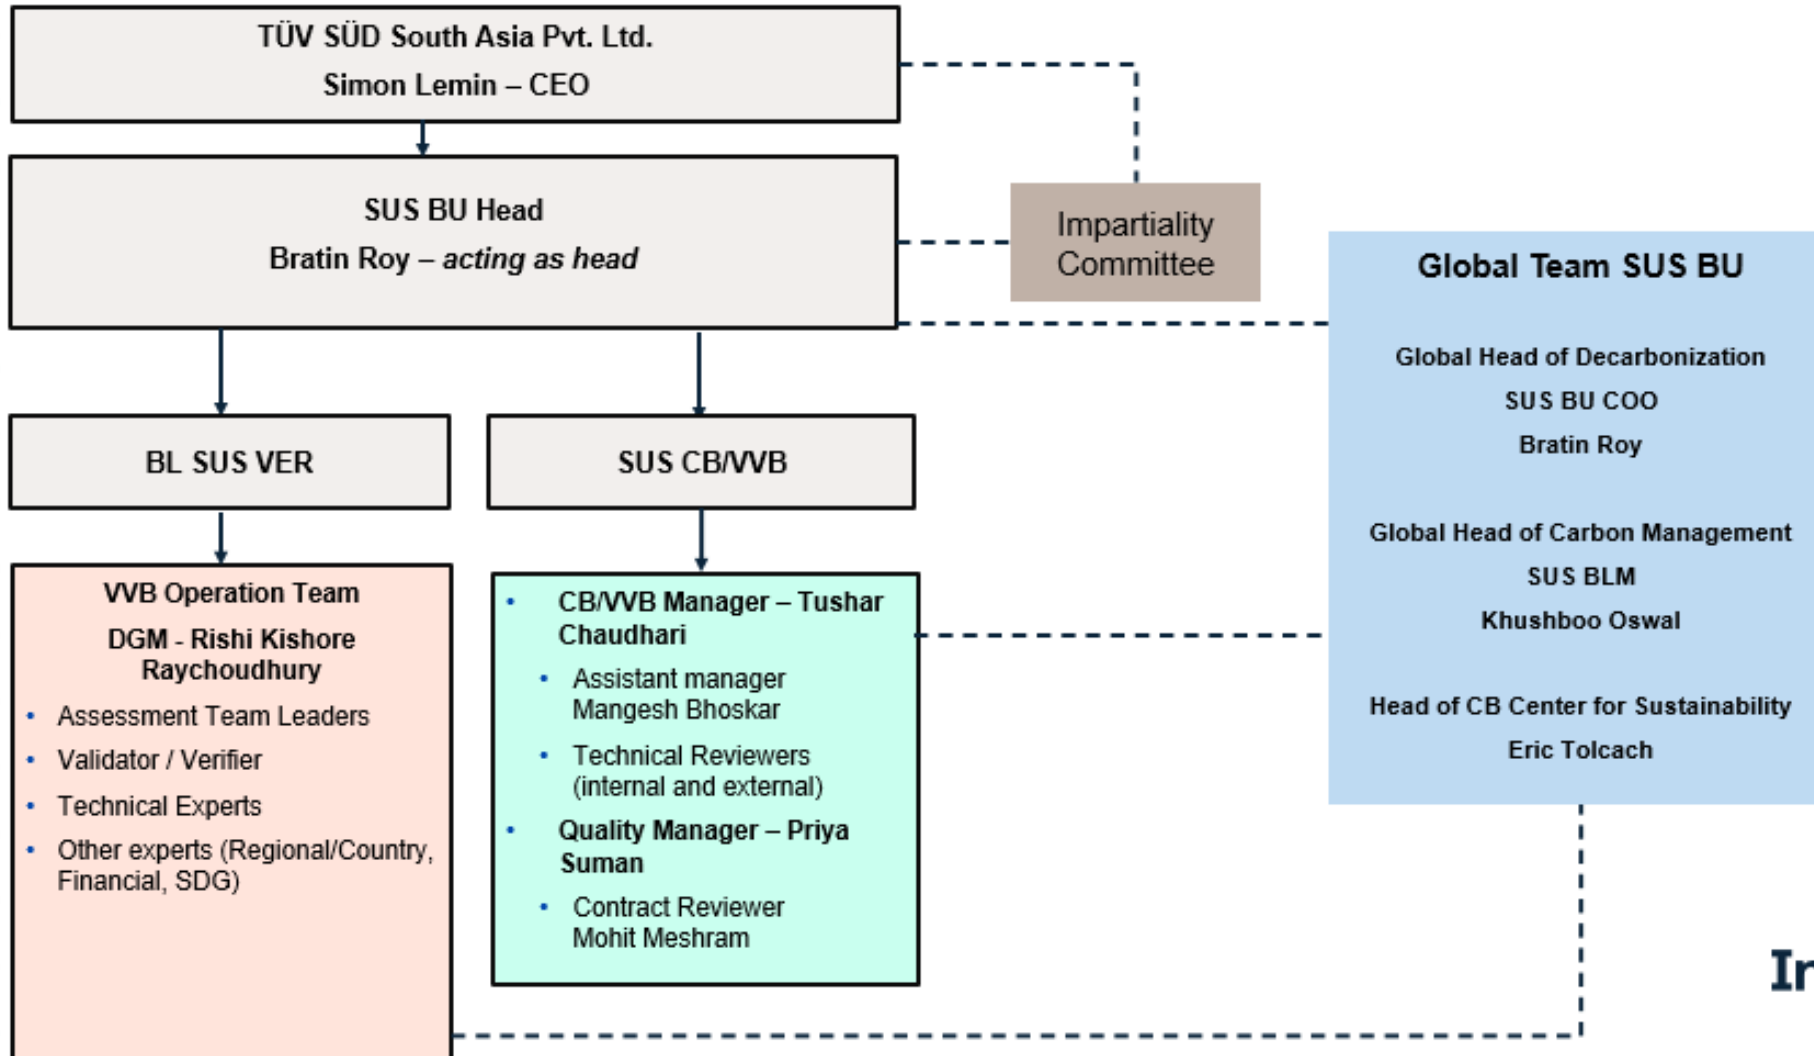 TÜV SÜD South Asia Pvt. Ltd.
Simon Lemin – CEO
SUS BU Head
Bratin Roy – acting as head
Impartiality
Committee
Global Team SUS BU
Global Head of Decarbonization
SUS BU COO
Bratin Roy
Global Head of Carbon Management
SUS BLM
Khushboo Oswal
Head of CB Center for Sustainability
Eric Tolcach
BL SUS VER
SUS CB/VVB
VVB Operation Team
DGM - Rishi Kishore
Raychoudhury
• Assessment Team Leaders
• Validator / Verifier
• Technical Experts
• Other experts (Regional/Country,
Financial, SDG)
• CB/VVB Manager – Tushar
Chaudhari
• Assistant manager
Mangesh Bhoskar
• Technical Reviewers
(internal and external)
• Quality Manager – Priya
Suman
• Contract Reviewer
Mohit Meshram